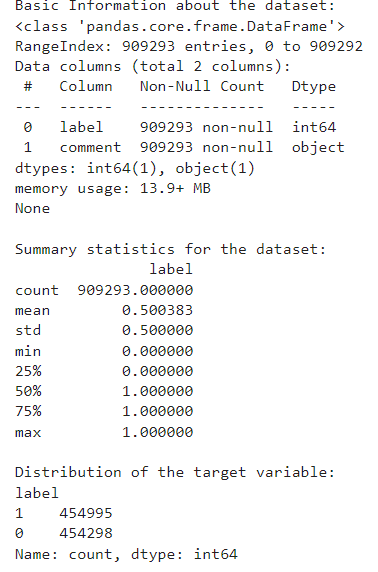 Basic Information about the dataset:
<class 'pandas.core.frame.DataFrame'>
RangeIndex: 909293 entries, 0 to 909292
Data columns (total 2 columns):
 #   Column   Non-Null Count   Dtype
---  ------   --------------   -----
 0   label    909293 non-null  int64
 1   comment  909293 non-null  object
dtypes: int64(1), object(1)
memory usage: 13.9+ MB
None

Summary statistics for the dataset:
               label
count  909293.000000
mean        0.500383
std         0.500000
min         0.000000
25%         0.000000
50%         1.000000
75%         1.000000
max         1.000000

Distribution of the target variable:
label
1    454995
0    454298
Name: count, dtype: int64